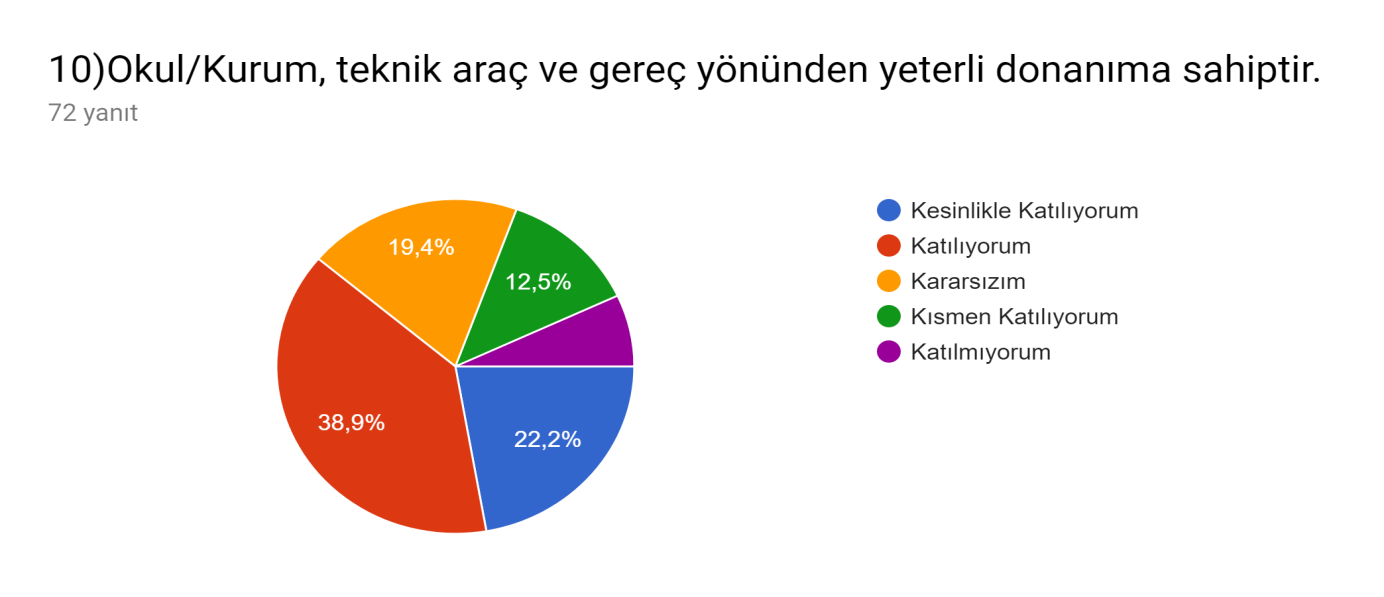 10)Okul/Kurum, teknik araç ve gereç yönünden yeterli donanıma sahiptir.
72 yanıt
19,4%
12,5%
38,9%
22,2%
Kesinlikle Katılıyorum
Katılıyorum
Kararsızım
Kısmen Katılıyorum
Katılmıyorum